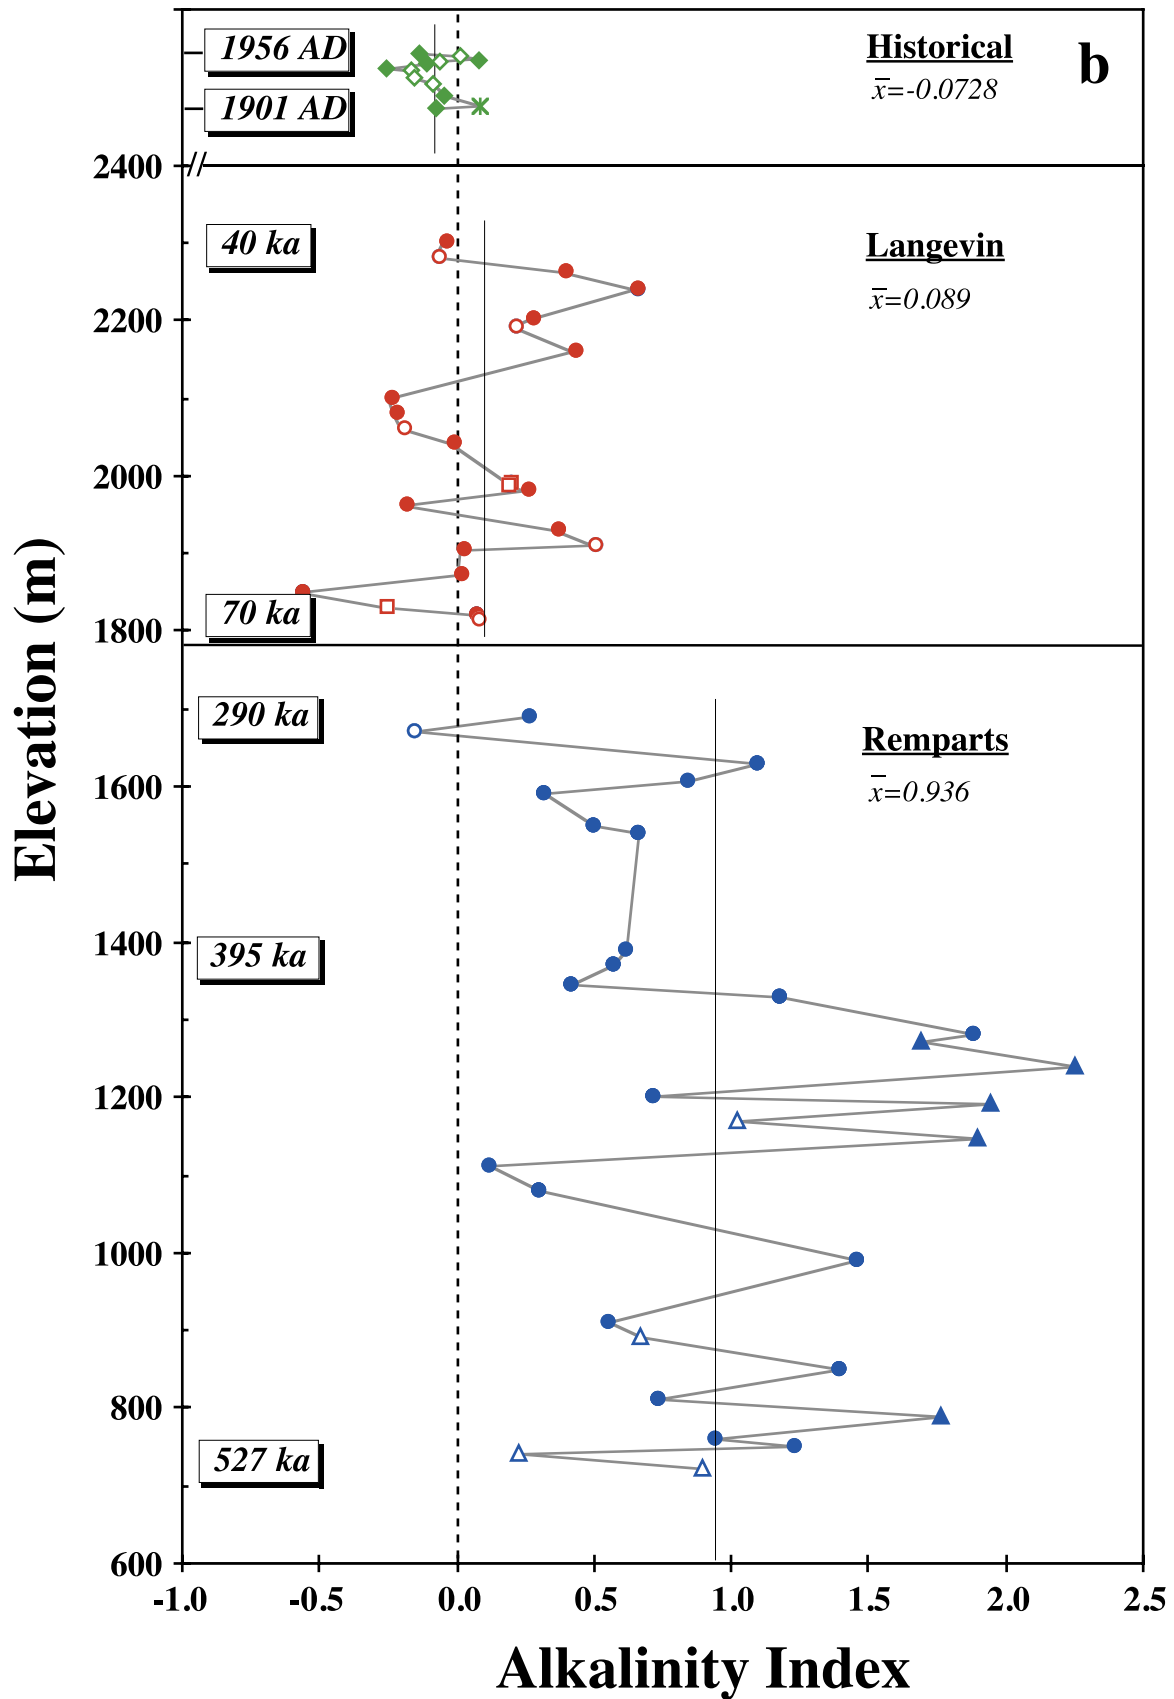 1956 AD
Historical
b
x̄=-0.0728
1901 AD
2400
40 ka
Langevin
x̄=0.089
2200
2000
Elevation (m)
70 ka
1800
290 ka
Remparts
x̄=0.936
1600
1400
395 ka
1200
1000
800
527 ka
600
-1.0 -0.5 0.0 0.5 1.0 1.5 2.0 2.5
Alkalinity Index